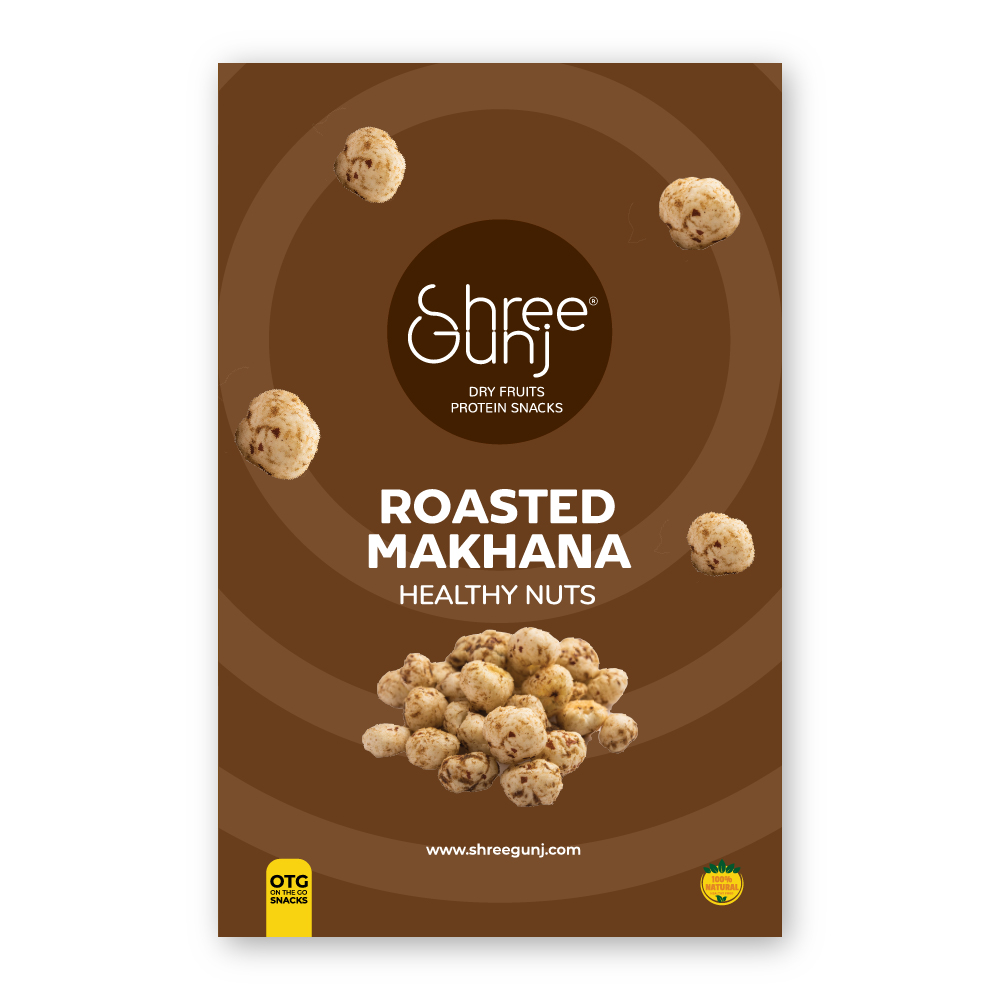 Shree®
Gunj
DRY FRUITS
PROTEIN SNACKS
ROASTED
MAKHANA
HEALTHY NUTS
www.shreegunj.com
OTG
ON THE GO
SNACKS
100%
NATURAL